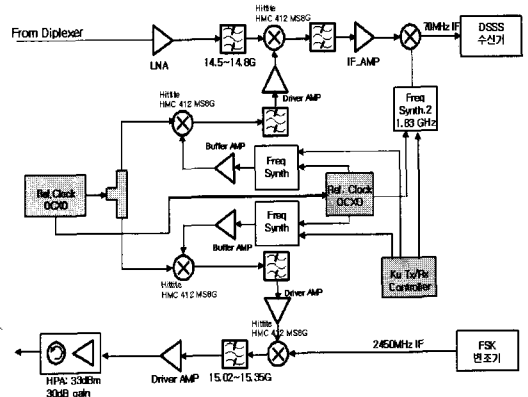 From Diplexer
LNA
14.5~14.8G
Hittite
HMC 412 MS8G
IF_AMP
70MHz IF
DSSS
수신기
Driver AMP
Hittite
HMC 412 MS8G
Freq
Synth.2
1.83 GHz
Buffer AMP
Freq
Synth
Ref. Clock
OCXO
Ref. Clock
OCXO
Freq
Synth
Buffer AMP
Hittite
HMC 412 MS8G
Ku Tx/Rx
Controller
Driver AMP
Hittite
HMC 412 MS8G
2450MHz IF
FSK
변조기
HPA: 33dBm
30dB gain
Driver AMP
15.02~15.35G